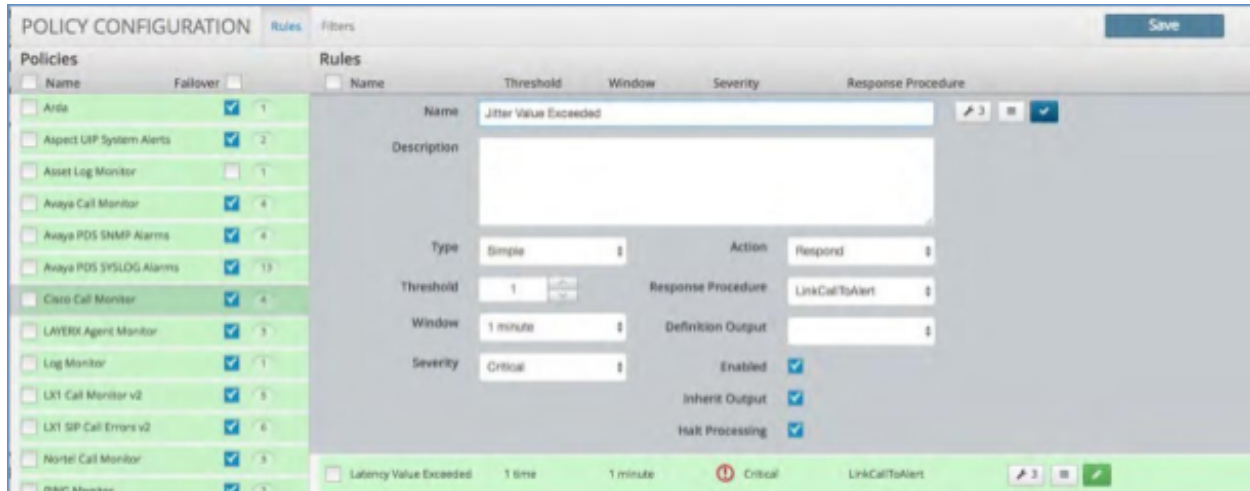 POLICY CONFIGURATION Rules Filters Save
Policies
Name Failover
Arda 1
Aspect UIP System Alerts 2
Asset Log Monitor 1
Avaya Call Monitor 4
Avaya PDS SNMP Alarms 4
Avaya PDS SYSLOG Alarms 13
Cisco Call Monitor 4
LAYERX Agent Monitor 3
Log Monitor 1
LX1 Call Monitor v2 5
LX1 SIP Call Errors v2 6
Nortel Call Monitor 3
PING Monitor
Rules
Name Threshold Window Severity Response Procedure
Name Jitter Value Exceeded 3
Description
Type Simple Action Respond
Threshold 1 Response Procedure LinkCallToAlert
Window 1 minute Definition Output
Severity Critical Enabled
Inherit Output
Halt Processing
Latency Value Exceeded 1 time 1 minute Critical LinkCallToAlert 3